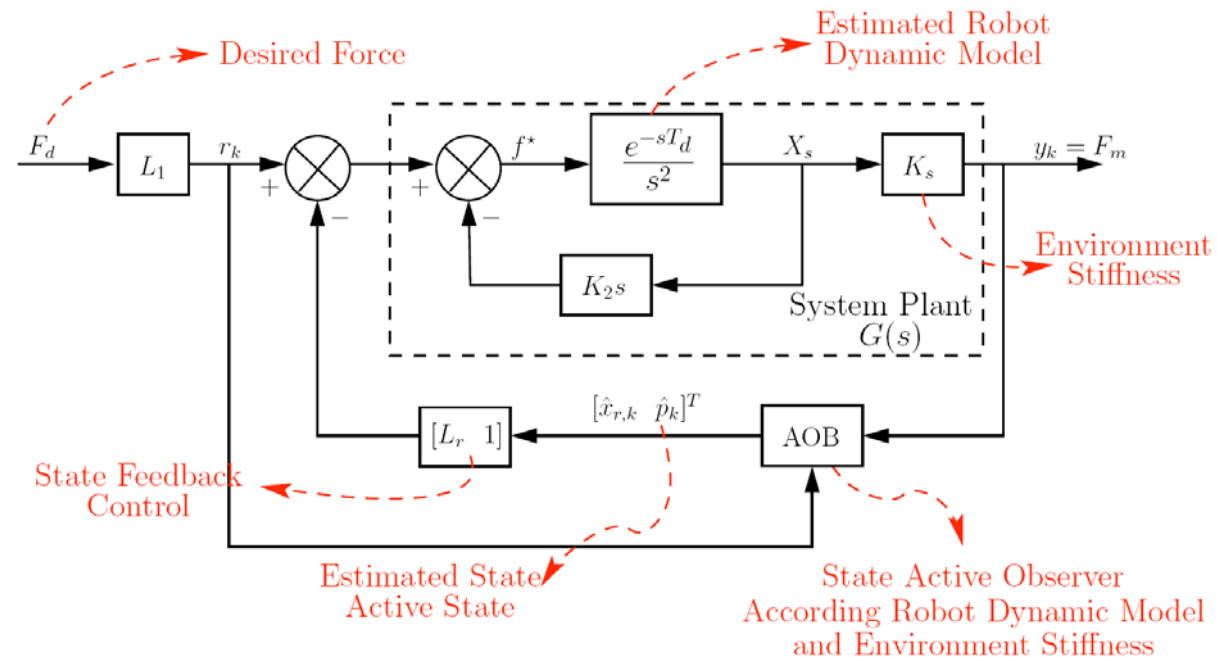 Desired Force
Estimated Robot
Dynamic Model
F_d
L_1
r_k
+
−
+
−
f^⋆
e^{-sT_d}
s^2
X_s
K_s
y_k = F_m
K_2s
Environment
Stiffness
System Plant
G(s)
[x̂_{r,k} p̂_k]^T
[L_r 1]
AOB
State Feedback
Control
Estimated State
Active State
State Active Observer
According Robot Dynamic Model
and Environment Stiffness